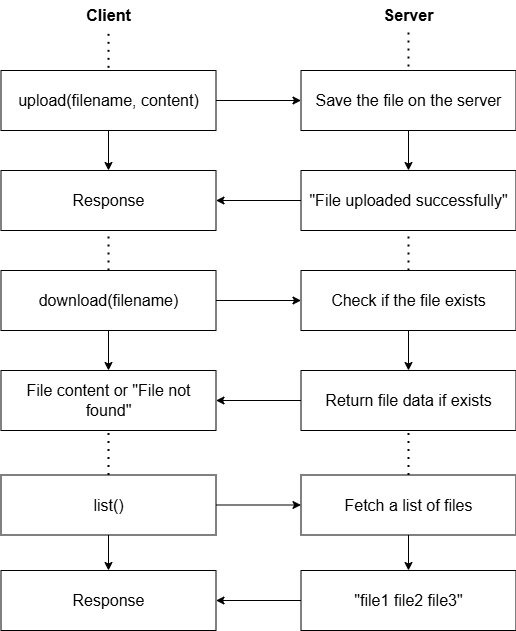 Client
Server
upload(filename, content)
Save the file on the server
Response
"File uploaded successfully"
download(filename)
Check if the file exists
File content or "File not
found"
Return file data if exists
list()
Fetch a list of files
Response
"file1 file2 file3"